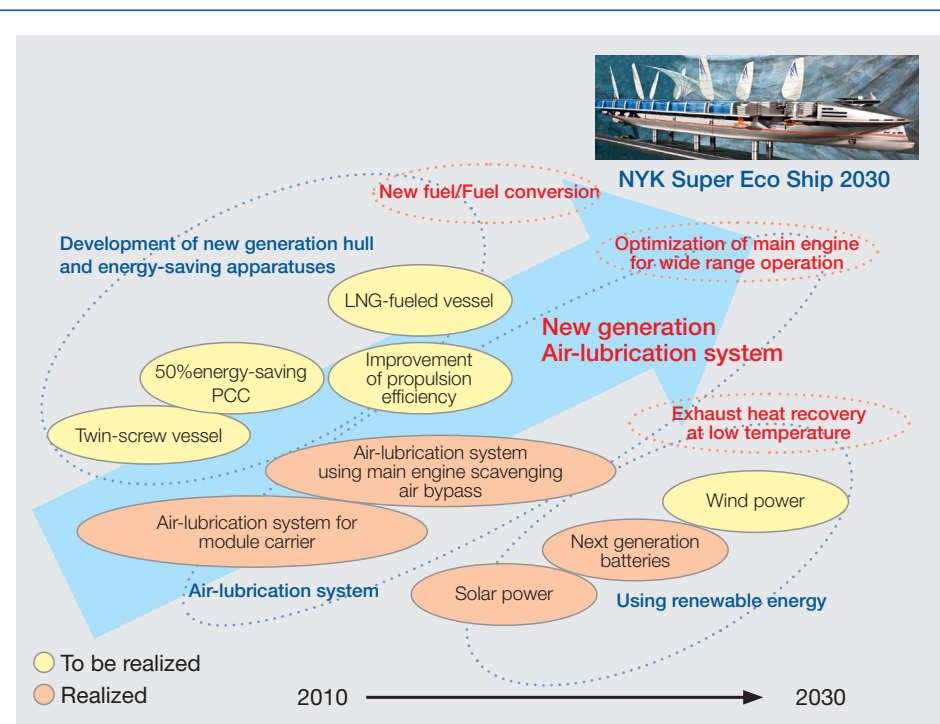 NYK Super Eco Ship 2030
New fuel/Fuel conversion
Development of new generation hull
and energy-saving apparatuses
Optimization of main engine
for wide range operation
LNG-fueled vessel
New generation
Air-lubrication system
50%energy-saving
PCC
Improvement
of propulsion
efficiency
Twin-screw vessel
Exhaust heat recovery
at low temperature
Air-lubrication system
using main engine scavenging
air bypass
Wind power
Air-lubrication system for
module carrier
Next generation
batteries
Air-lubrication system
Solar power
Using renewable energy
To be realized
Realized
2010
2030